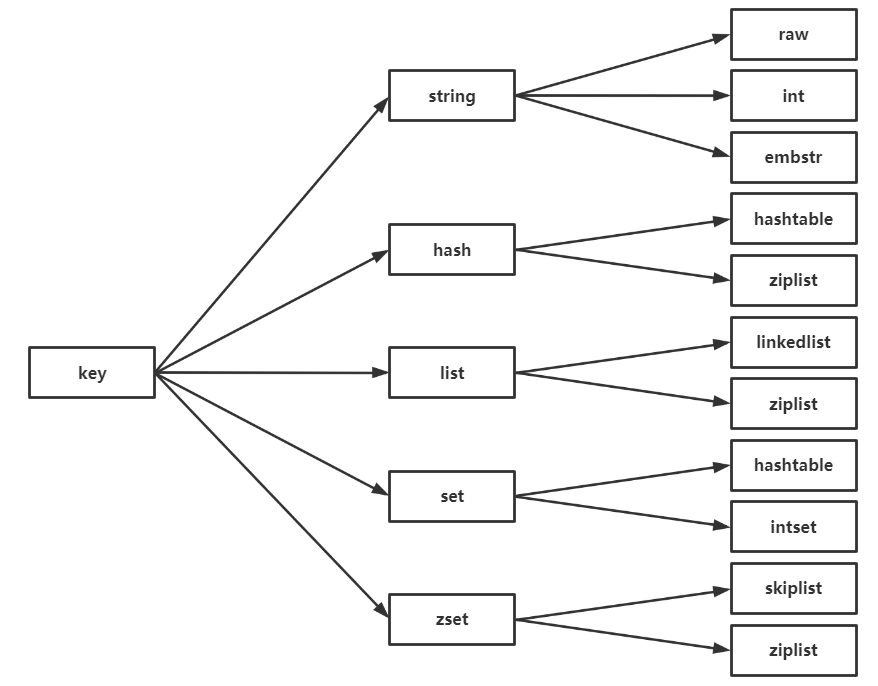 raw
string
int
embstr
hashtable
hash
ziplist
linkedlist
key
list
ziplist
hashtable
set
intset
skiplist
zset
ziplist